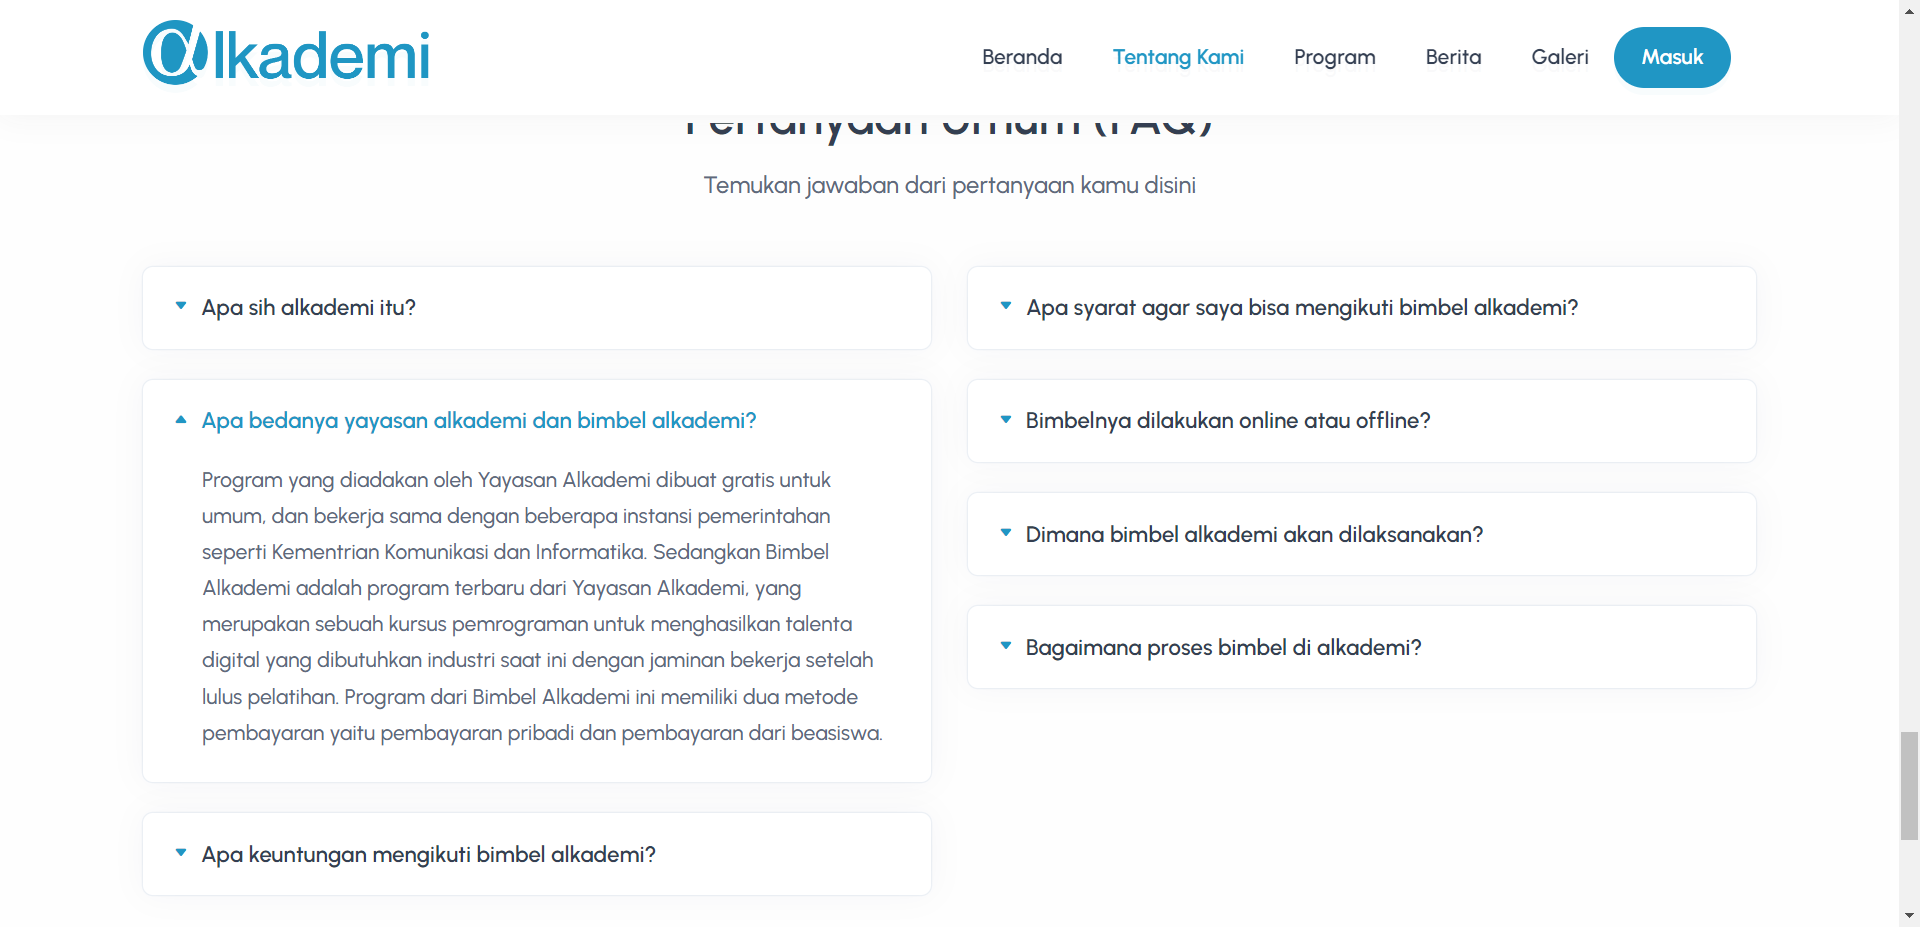 @lkademi
Beranda
Tentang Kami
Program
Berita
Galeri
Masuk
Pertanyaan Umum (FAQ)
Temukan jawaban dari pertanyaan kamu disini
Apa sih alkademi itu?
Apa bedanya yayasan alkademi dan bimbel alkademi?
Program yang diadakan oleh Yayasan Alkademi dibuat gratis untuk
umum, dan bekerja sama dengan beberapa instansi pemerintahan
seperti Kementrian Komunikasi dan Informatika. Sedangkan Bimbel
Alkademi adalah program terbaru dari Yayasan Alkademi, yang
merupakan sebuah kursus pemrograman untuk menghasilkan talenta
digital yang dibutuhkan industri saat ini dengan jaminan bekerja setelah
lulus pelatihan. Program dari Bimbel Alkademi ini memiliki dua metode
pembayaran yaitu pembayaran pribadi dan pembayaran dari beasiswa.
Apa keuntungan mengikuti bimbel alkademi?
Apa syarat agar saya bisa mengikuti bimbel alkademi?
Bimbelnya dilakukan online atau offline?
Dimana bimbel alkademi akan dilaksanakan?
Bagaimana proses bimbel di alkademi?